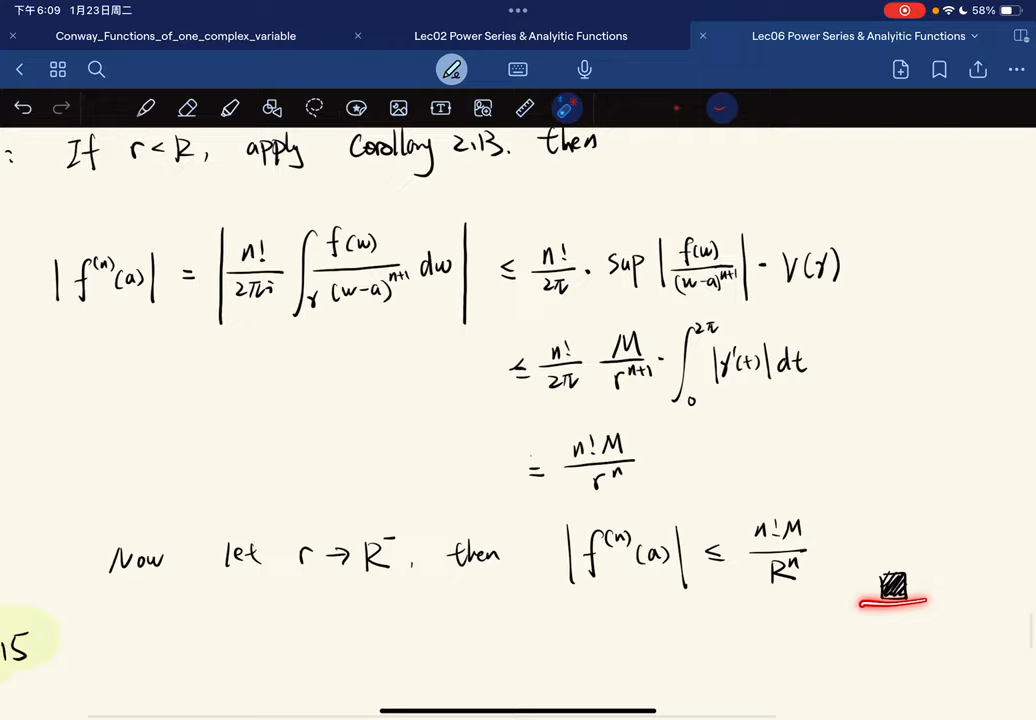 下午6:09 1月23日周二
58%
Conway_Functions_of_one_complex_variable
Lec02 Power Series & Analyitic Functions
Lec06 Power Series & Analyitic Functions
: If r < R, apply Corollary 2.13. then
|f^{(n)}(a)| = |n!/2πi ∫_γ f(w)/(w-a)^{n+1} dw| ≤ n!/2π · sup |f(w)/(w-a)^{n+1}| · V(γ)
≤ n!/2π M/r^{n+1} · ∫_0^{2π} |γ'(t)| dt
= n!M/r^n
Now let r → R⁻, then |f^{(n)}(a)| ≤ n!M/R^n
15